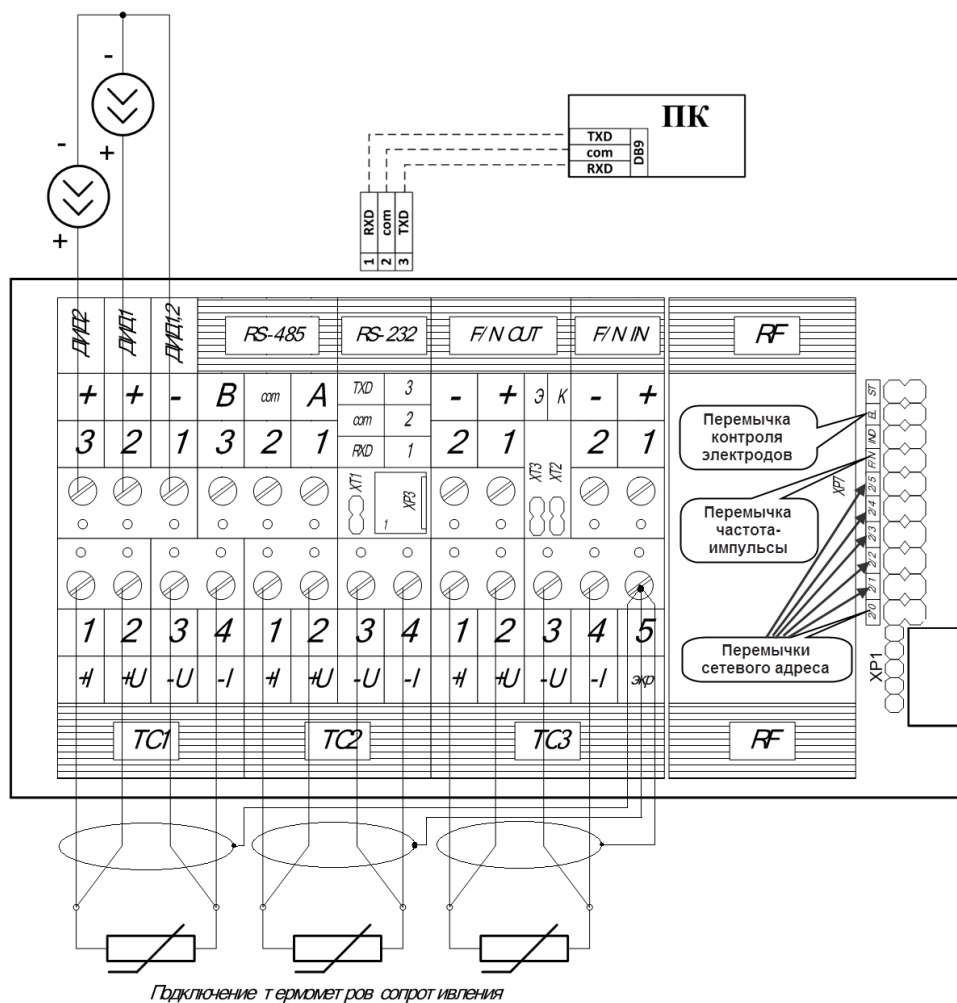 -
-
+
+
ПК
TXD
com
RXD
DB9
RXD
com
TXD
1
2
3
ДИД2
ДИД1
ДИД1,2
RS-485
RS-232
F/N OUT
F/N IN
RF
+ + - B com A TXD 3 - + Э К - +
com 2
3 2 1 3 2 1 RXD 1 2 1 2 1
XT1
XP3
1
XT3
XT2
ST
EL
IND
F/N
2/5
2/4
2/3
2/2
2/1
2/0
XP7
XP1
Перемычка
контроля
электродов
Перемычка
частота-
импульсы
Перемычки
сетевого адреса
1 2 3 4 1 2 3 4 1 2 3 4 5
+I +U -U -I +I +U -U -I +I +U -U -I экр
TC1
TC2
TC3
RF
Подключение термометров сопротивления